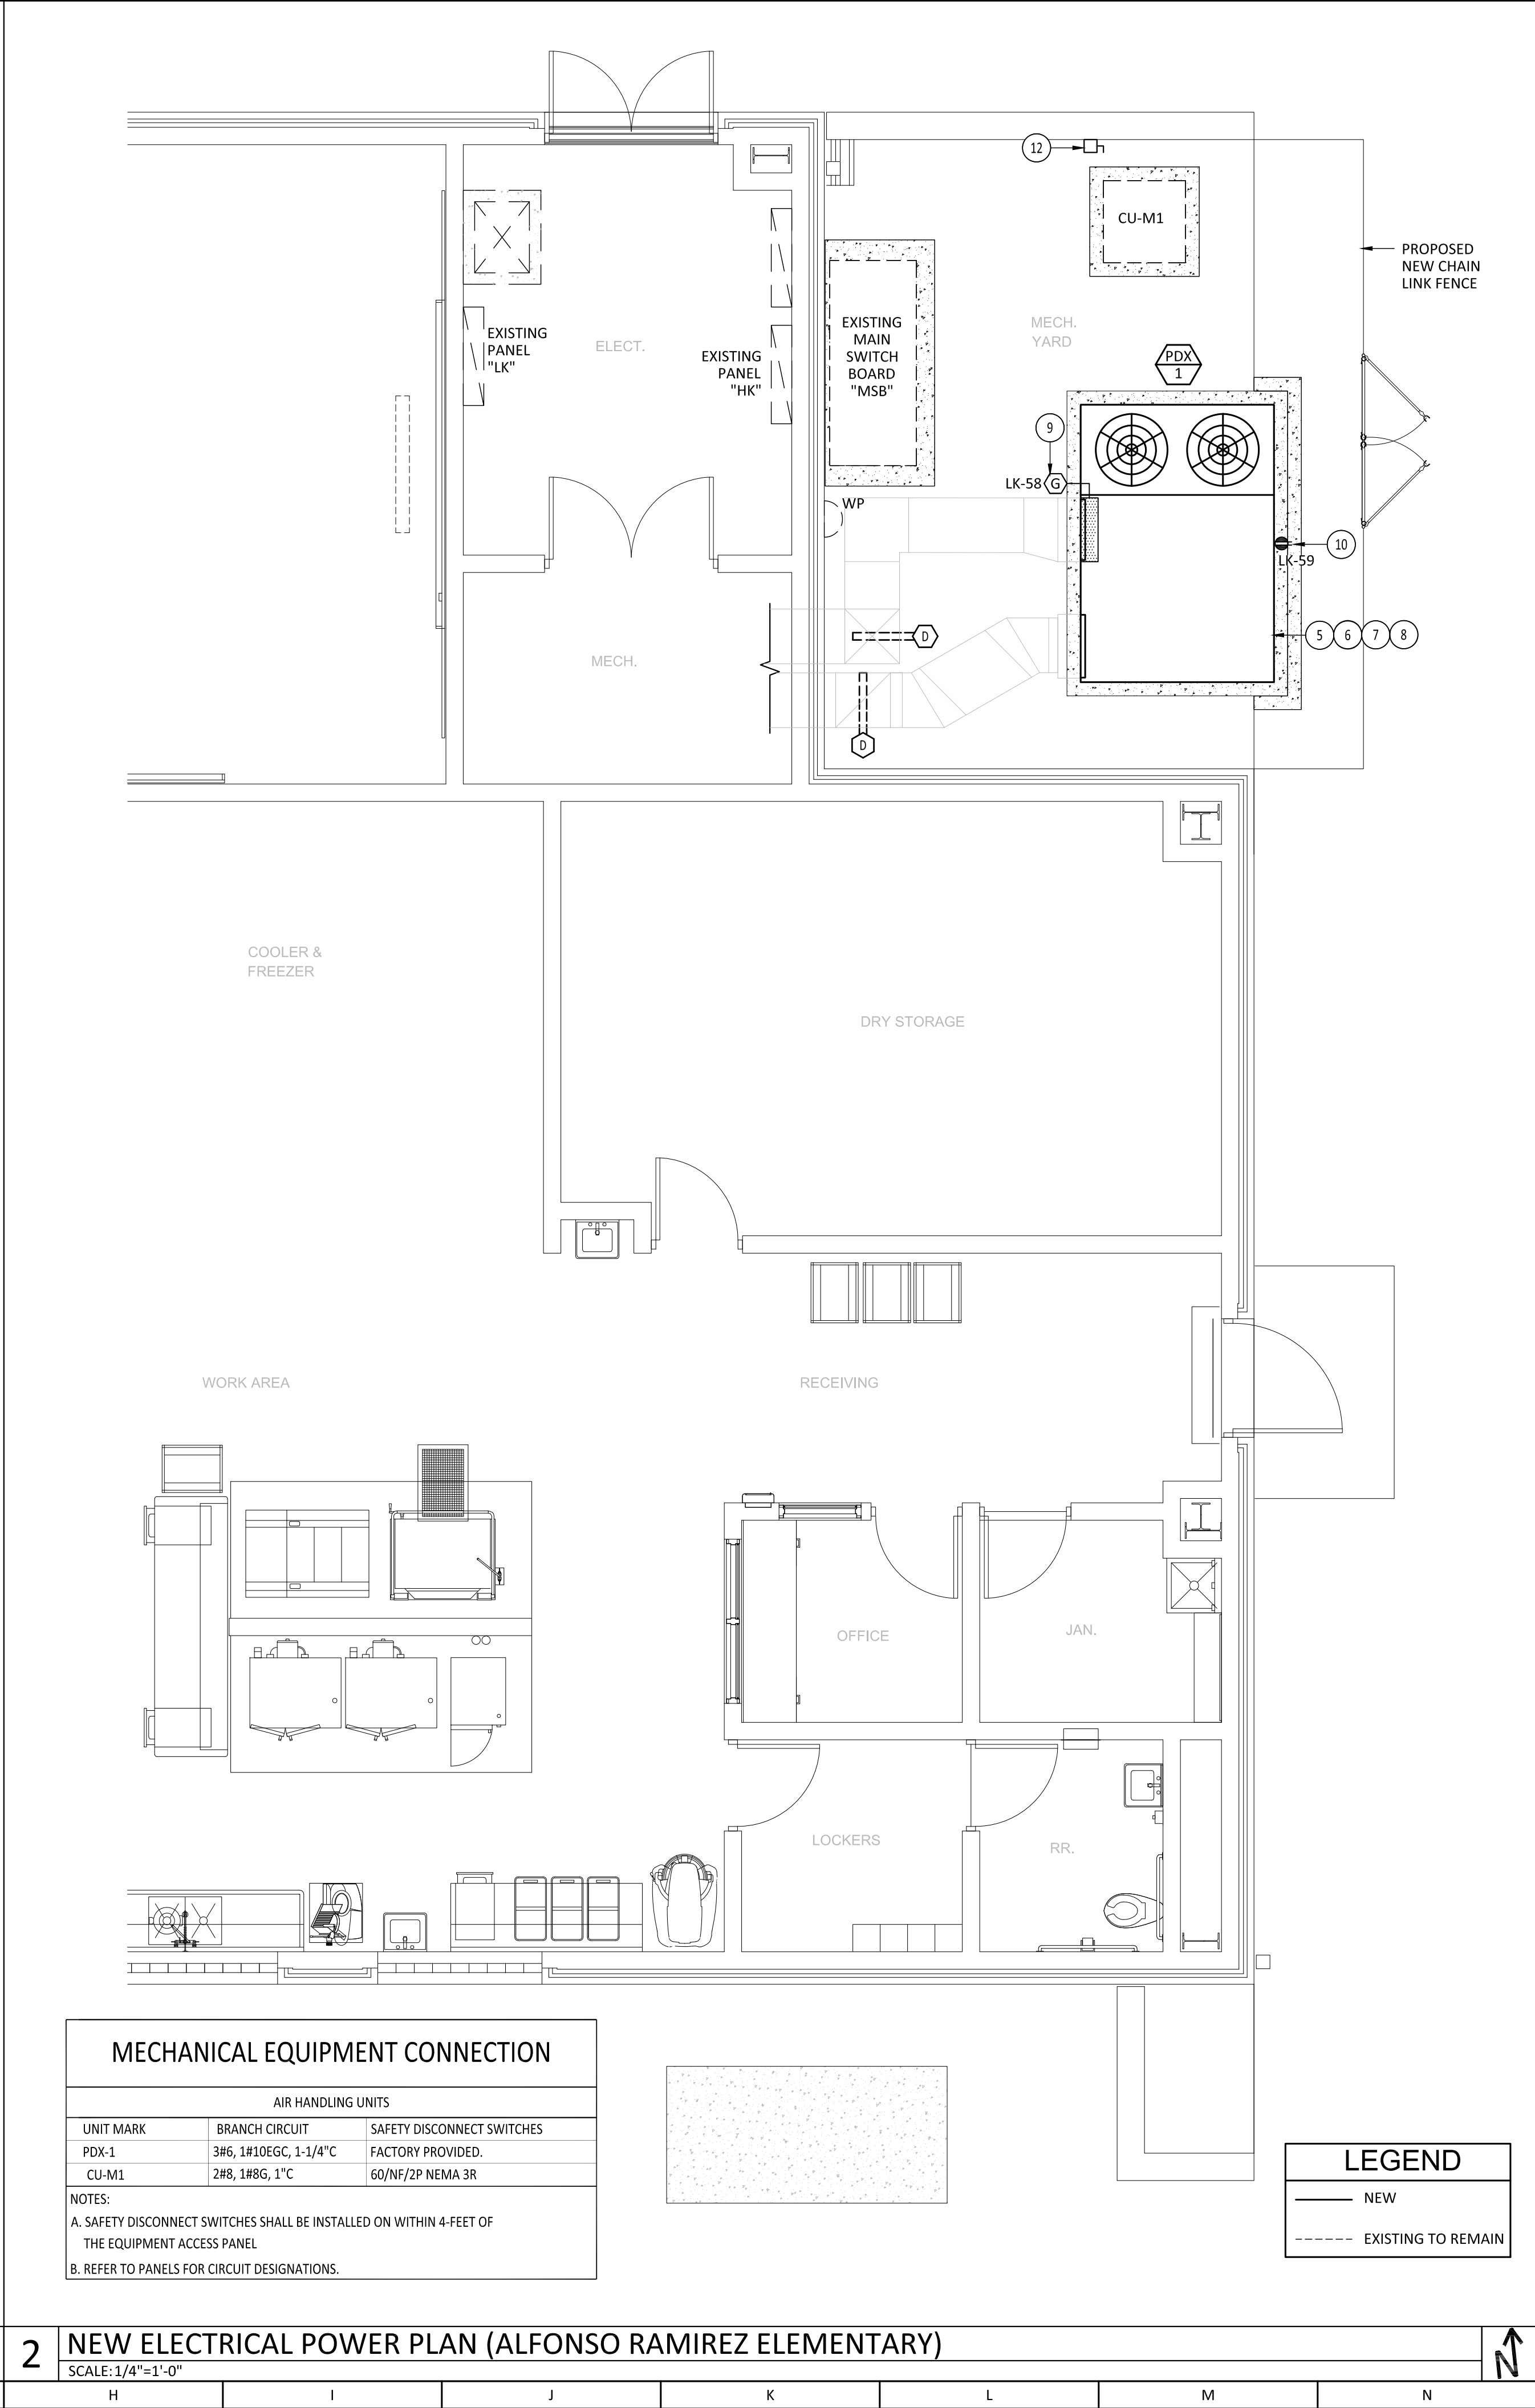 12
CU-M1
PROPOSED
NEW CHAIN
LINK FENCE
EXISTING
PANEL
"LK"
ELECT.
EXISTING
PANEL
"HK"
EXISTING
MAIN
SWITCH
BOARD
"MSB"
MECH.
YARD
PDX
1
9
LK-58
G
WP
10
LK-59
D
5
6
7
8
MECH.
D
COOLER &
FREEZER
DRY STORAGE
WORK AREA
RECEIVING
OFFICE
JAN.
LOCKERS
RR.
MECHANICAL EQUIPMENT CONNECTION
AIR HANDLING UNITS
UNIT MARK BRANCH CIRCUIT SAFETY DISCONNECT SWITCHES
PDX-1 3#6, 1#10EGC, 1-1/4"C FACTORY PROVIDED.
CU-M1 2#8, 1#8G, 1"C 60/NF/2P NEMA 3R
NOTES:
A. SAFETY DISCONNECT SWITCHES SHALL BE INSTALLED ON WITHIN 4-FEET OF
THE EQUIPMENT ACCESS PANEL
B. REFER TO PANELS FOR CIRCUIT DESIGNATIONS.
LEGEND
NEW
EXISTING TO REMAIN
2
NEW ELECTRICAL POWER PLAN (ALFONSO RAMIREZ ELEMENTARY)
SCALE: 1/4"=1'-0"
N
H I J K L M N